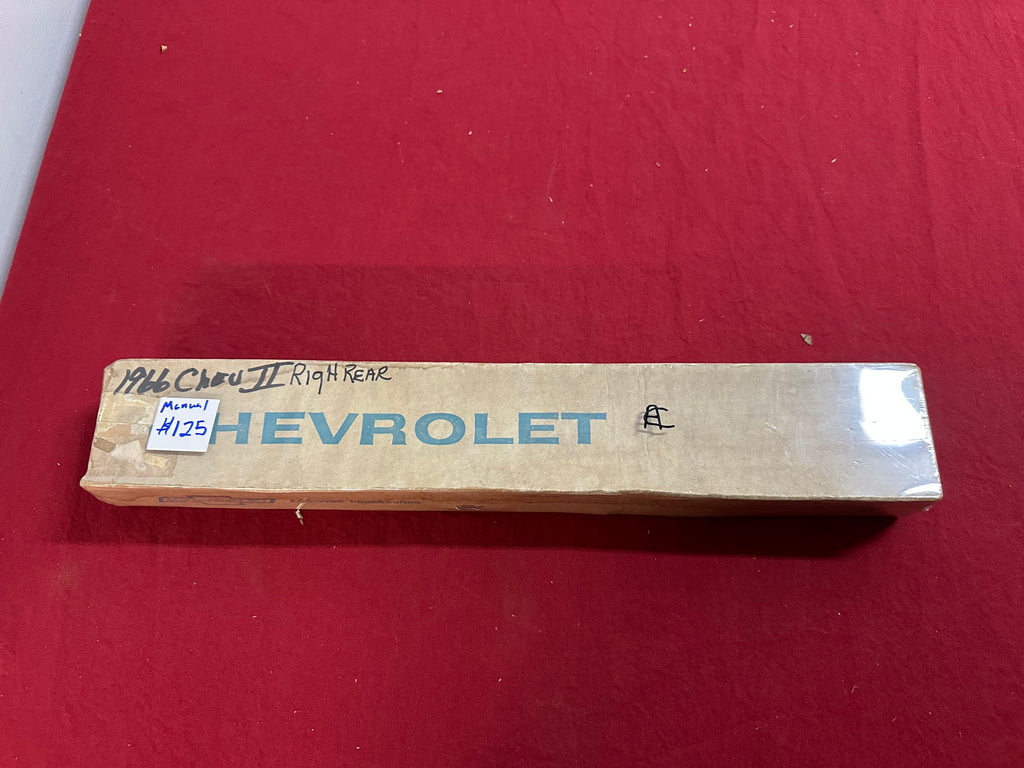 1966 Chev II Righ REAR
Manual
#125
HEVROLET